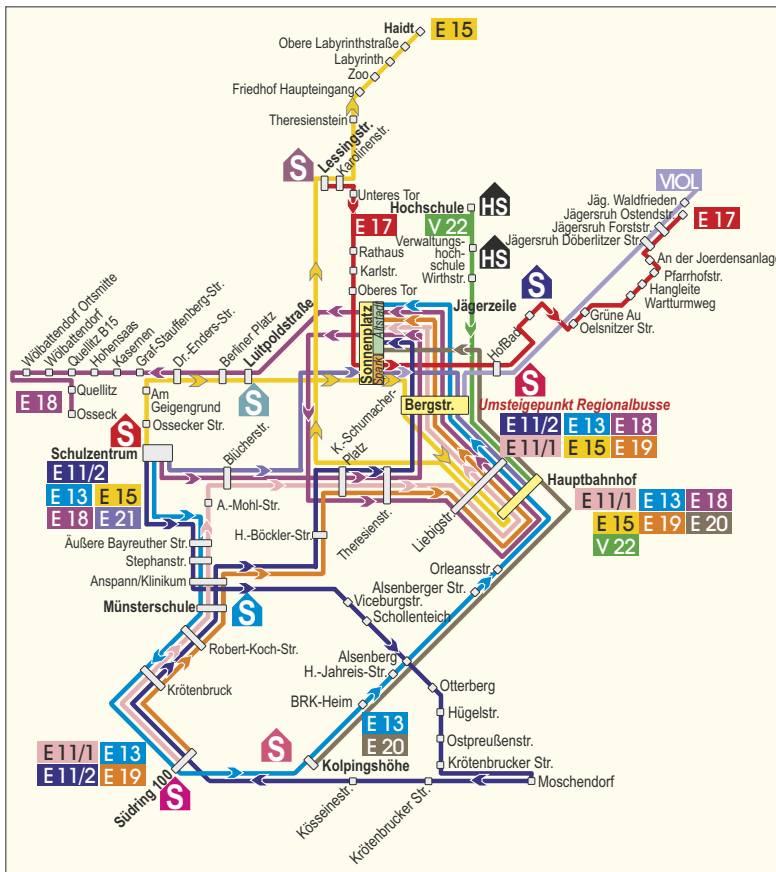 Haidt
E 15
Obere Labyrinthstraße
Labyrinth
Zoo
Friedhof Haupteingang
Theresienstein
S
Lessingstr.
Karolinenstr.
Unteres Tor
E 17
Rathaus
Karlstr.
Oberes Tor
Hochschule
HS
V 22
Verwaltungs-
hoch-
schule
Wirthstr.
HS
VIOL
Jäg. Waldfrieden
Jägersruh Ostendstr.
E 17
Jägersruh Forststr.
Jägersruh Döberlitzer Str.
An der Joerdensanlage
Pfarrhofstr.
Hangleite
Wartturmweg
Grüne Au
Oelsnitzer Str.
S
Jägerzeile
HofBad
S
Sonnenplatz
Altstadt
Spark.
Wölbattendorf Ortsmitte
Wölbattendorf
Quellitz B15
Hohensaas
Kasernen
Graf-Stauffenberg-Str.
Dr.-Enders-Str.
Berliner Platz
Luitpoldstraße
S
E 18
Quellitz
Osseck
Am
Geigengrund
Ossecker Str.
S
Schulzentrum
E 11/2
E 13
E 15
E 18
E 21
Blücherstr.
K.-Schumacher-
Platz
Bergstr.
Umsteigepunkt Regionalbusse
E 11/2
E 13
E 18
E 11/1
E 15
E 19
Hauptbahnhof
E 11/1
E 13
E 18
E 15
E 19
E 20
V 22
A.-Mohl-Str.
H.-Böckler-Str.
Theresienstr.
Liebigstr.
Äußere Bayreuther Str.
Stephanstr.
Anspann/Klinikum
Münsterschule
S
Orleansstr.
Alsenberger Str.
Viceburgstr.
Schollenteich
Robert-Koch-Str.
Krötenbruck
Alsenberg
H.-Jahreis-Str.
BRK-Heim
Otterberg
Hügelstr.
Ostpreußenstr.
Krötenbrucker Str.
Moschendorf
E 13
E 20
S
Kolpingshöhe
E 11/1
E 13
E 11/2
E 19
Südring 100
S
Kösseinestr.
Krötenbrucker Str.